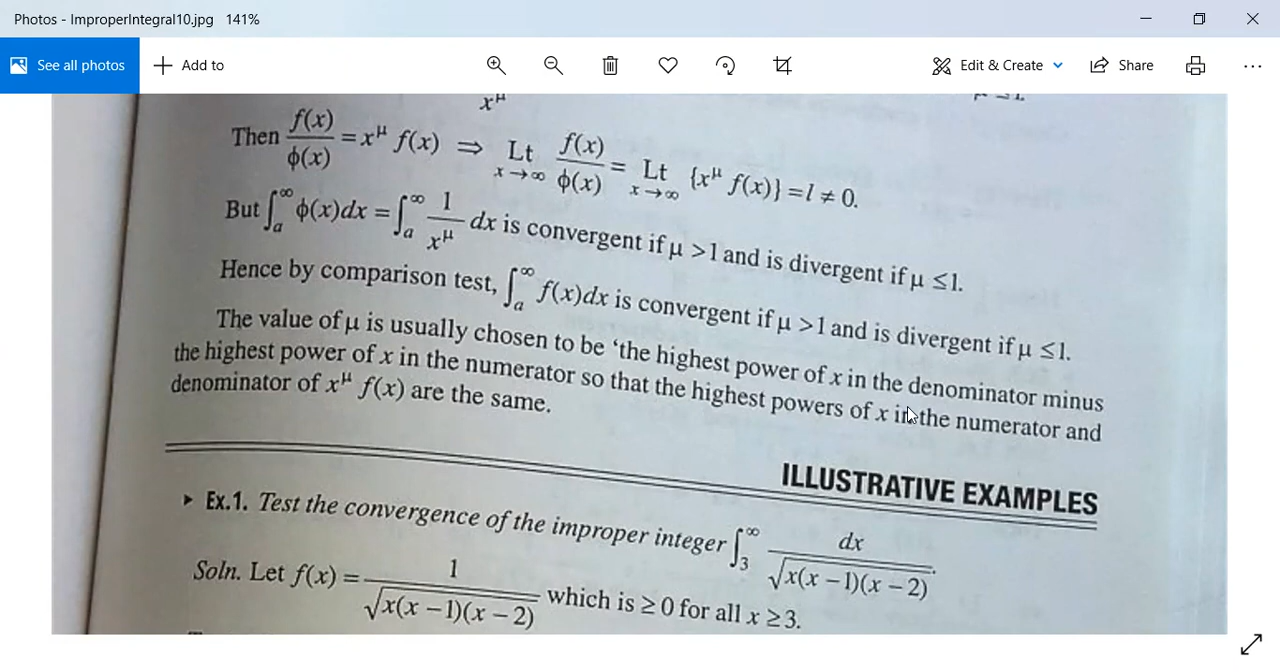 Photos - ImproperIntegral10.jpg 141%
See all photos
Add to
Edit & Create
Share
x^μ
Then f(x)/ϕ(x) = x^μ f(x) ⇒ Lt x→∞ f(x)/ϕ(x) = Lt x→∞ {x^μ f(x)} = l ≠ 0.
But ∫_a^∞ ϕ(x)dx = ∫_a^∞ 1/x^μ dx is convergent if μ >1 and is divergent if μ ≤1.
Hence by comparison test, ∫_a^∞ f(x)dx is convergent if μ >1 and is divergent if μ ≤1.
The value of μ is usually chosen to be ‘the highest power of x in the denominator minus
the highest power of x in the numerator so that the highest powers of x in the numerator and
denominator of x^μ f(x) are the same.
ILLUSTRATIVE EXAMPLES
▸ Ex.1. Test the convergence of the improper integer ∫_3^∞ dx/√x(x – 1)(x – 2).
Soln. Let f(x) = 1/√x(x – 1)(x – 2) which is ≥ 0 for all x ≥ 3.